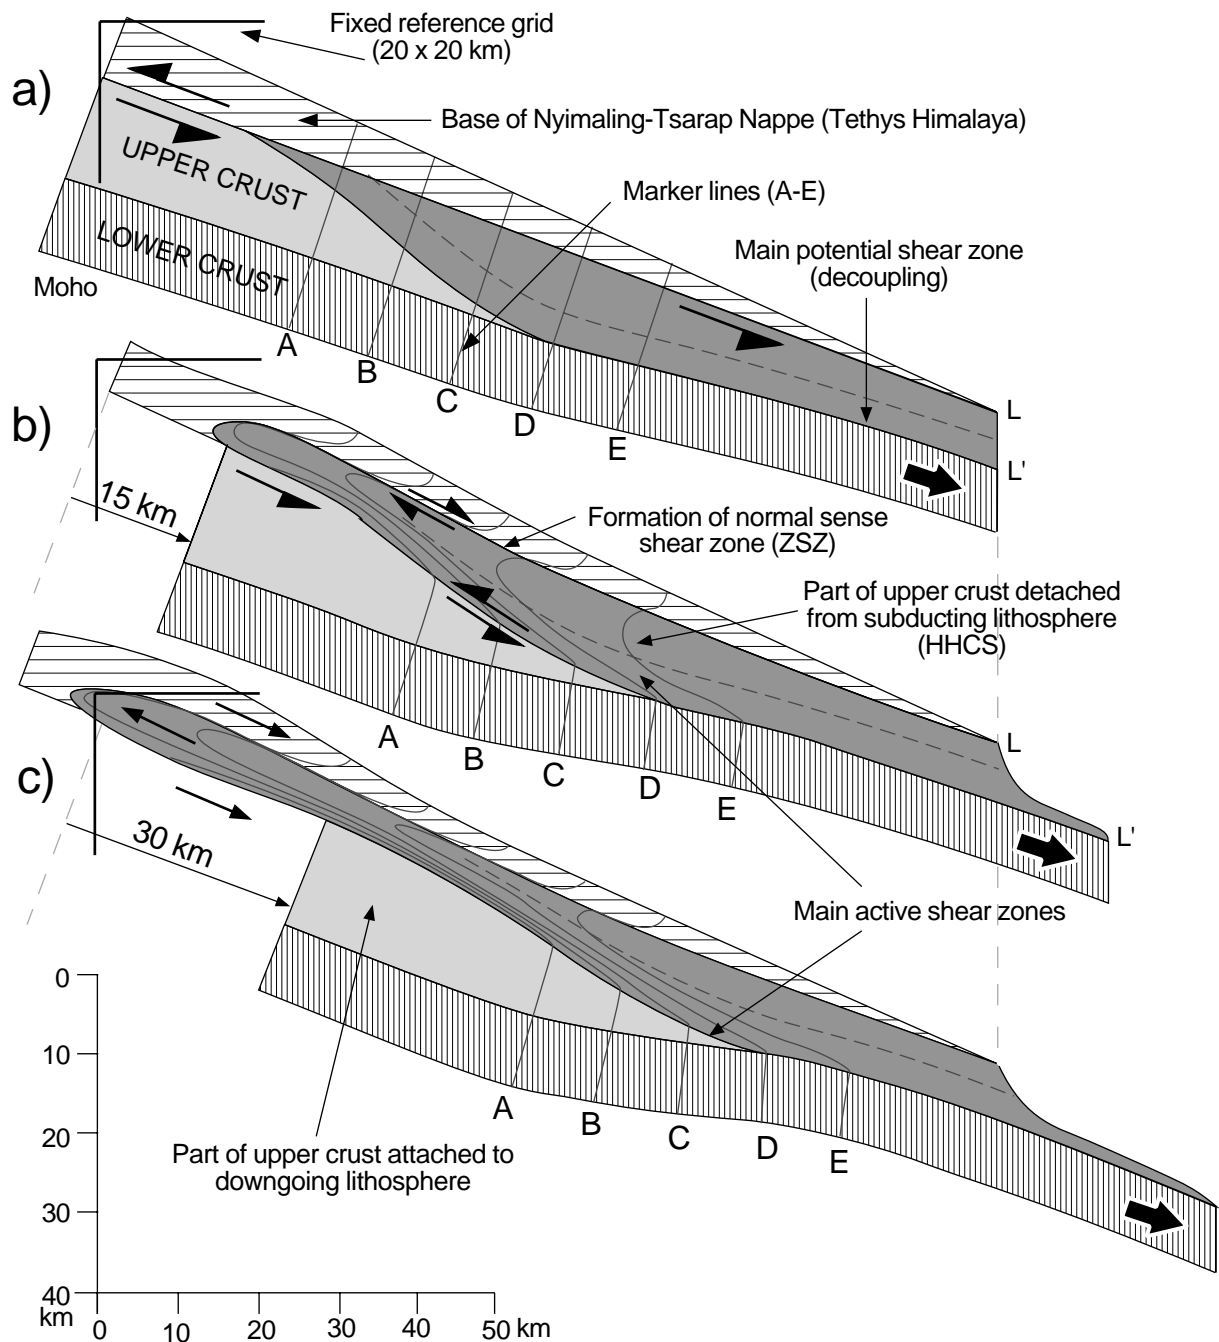 Fixed reference grid
(20 x 20 km)
a)
Base of Nyimaling-Tsarap Nappe (Tethys Himalaya)
UPPER CRUST
Marker lines (A-E)
LOWER CRUST
Main potential shear zone
(decoupling)
Moho
A
B
C
D
E
L
L'
b)
15 km
Formation of normal sense
shear zone (ZSZ)
Part of upper crust detached
from subducting lithosphere
(HHCS)
A
B
C
D
E
L
L'
c)
30 km
Main active shear zones
A
B
C
D
E
Part of upper crust attached to
downgoing lithosphere
0
10
20
30
40
km
0 10 20 30 40 50 km